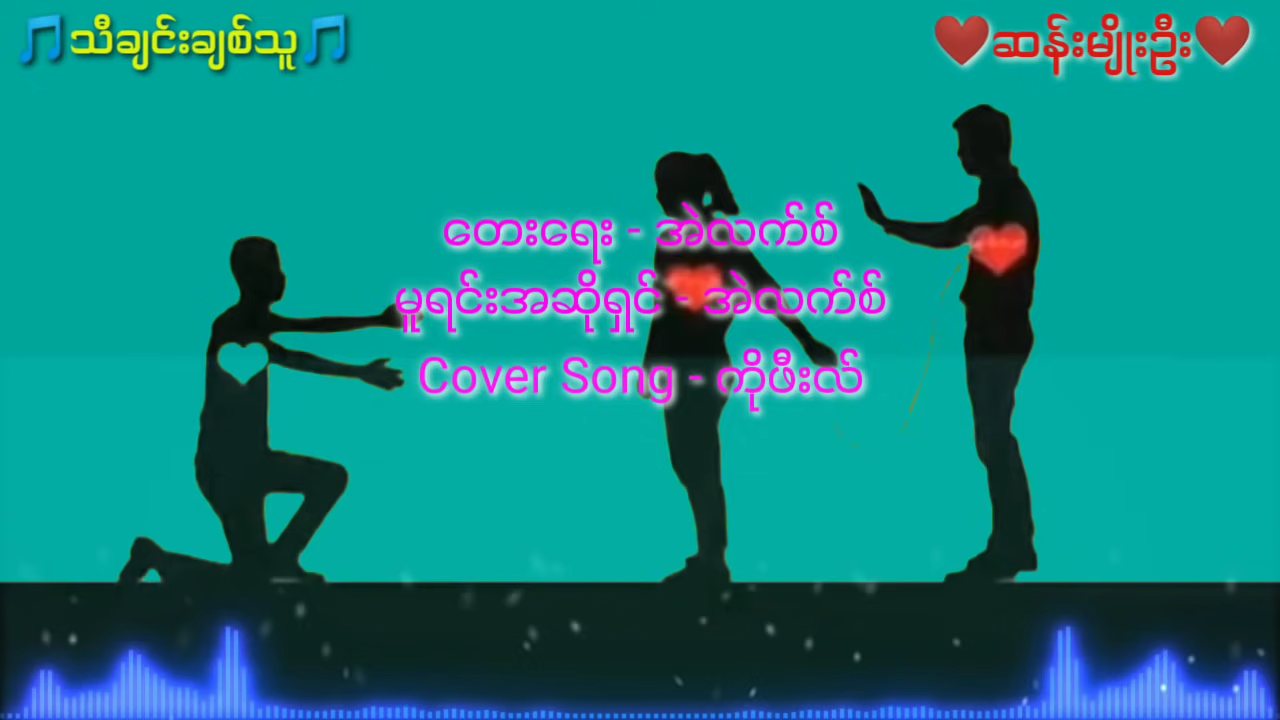 🎵သီချင်းချစ်သူ🎵
❤️ဆန်းမျိုးဦး❤️
တေးရေး - အဲလက်စ်
မူရင်းအဆိုရှင် - အဲလက်စ်
Cover Song - ကိုဖီးလ်